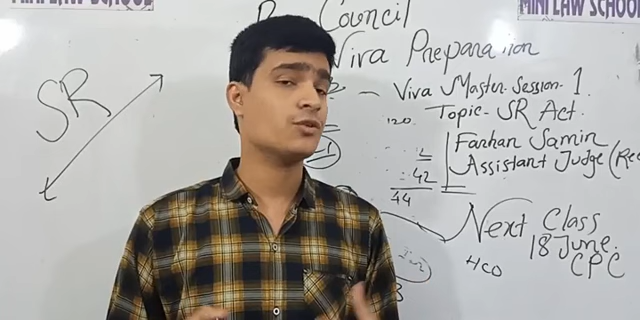 MINI LAW SCHOOL
MINI LAW SCHOOL
Council
Viva Preparation
Viva Master Session 1
Topic - SR Act.
SR
120
Farhan Samin
Assistant Judge (Rec
42
44
Next Class
18 June.
CPC